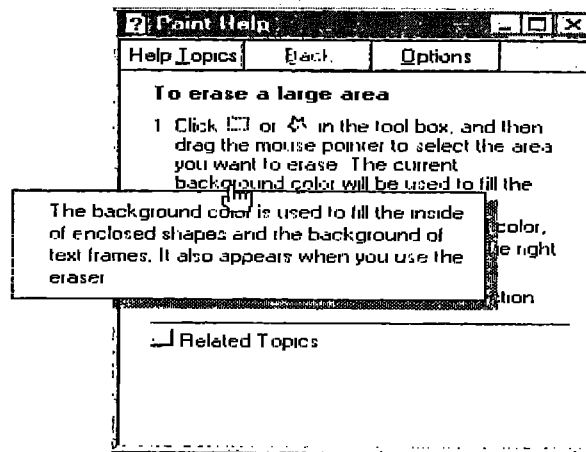 Paint Help
Help Topics Back Options
To erase a large area
1 Click or in the tool box, and then
drag the mouse pointer to select the area
you want to erase. The current
background color will be used to fill the
The background color is used to fill the inside
of enclosed shapes and the background of
text frames. It also appears when you use the
eraser
color,
right
Related Topics